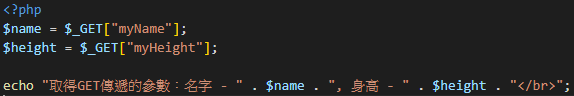 <?php
$name = $_GET["myName"];
$height = $_GET["myHeight"];
echo "取得GET傳遞的參數：名字 - " . $name . ", 身高 - " . $height . "</br>";